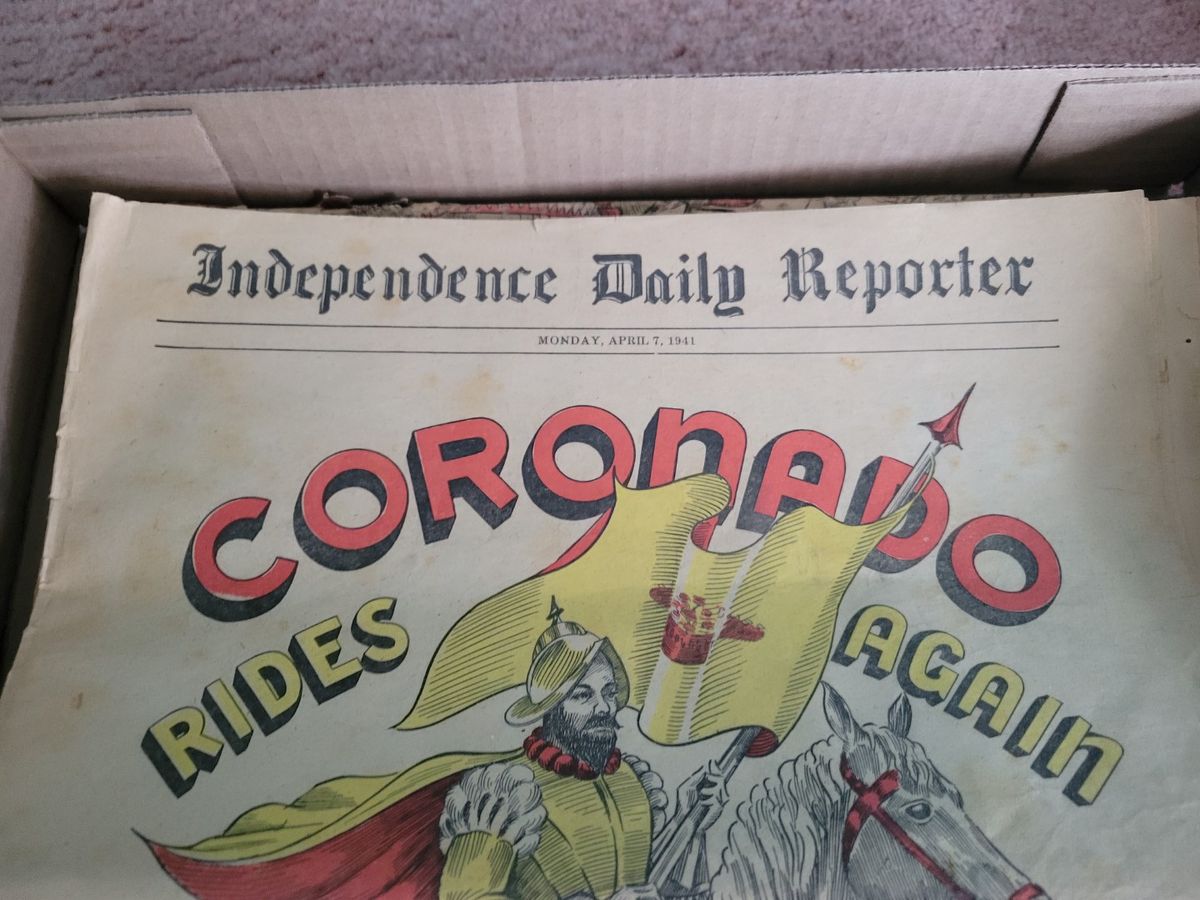 Independence Daily Reporter
MONDAY, APRIL 7, 1941
CORONADO
RIDES AGAIN